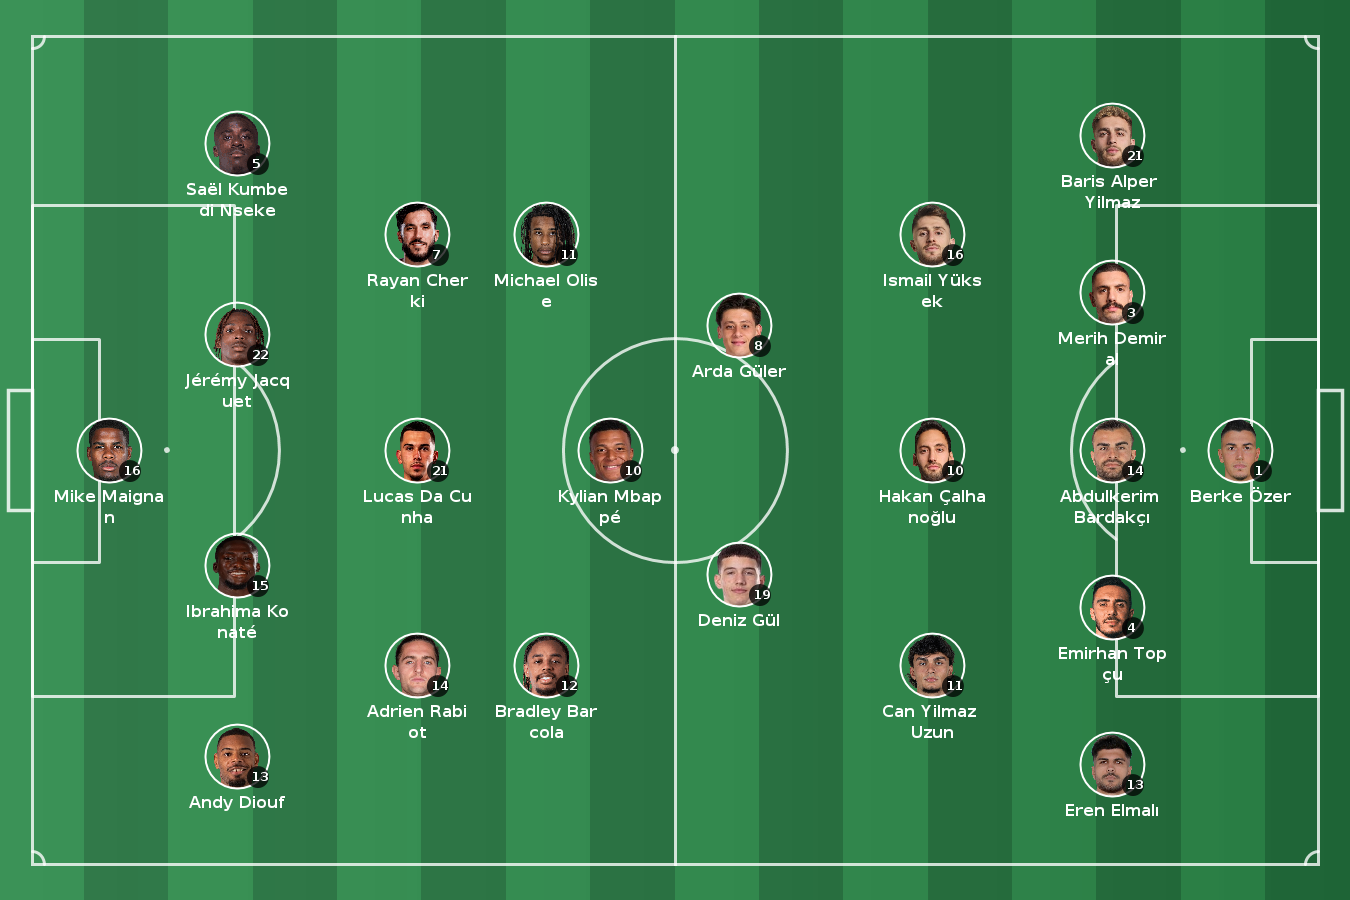 5
Saël Kumbe
di Nseke
22
Jérémy Jacq
uet
16
Mike Maigna
n
15
Ibrahima Ko
naté
13
Andy Diouf
7
Rayan Cher
ki
11
Michael Olis
e
21
Lucas Da Cu
nha
10
Kylian Mbap
pé
14
Adrien Rabi
ot
12
Bradley Bar
cola
8
Arda Güler
19
Deniz Gül
16
Ismail Yüks
ek
10
Hakan Çalha
noğlu
11
Can Yilmaz
Uzun
21
Baris Alper
Yilmaz
3
Merih Demir
al
14
Abdulkerim
Bardakçı
1
Berke Özer
4
Emirhan Top
çu
13
Eren Elmalı